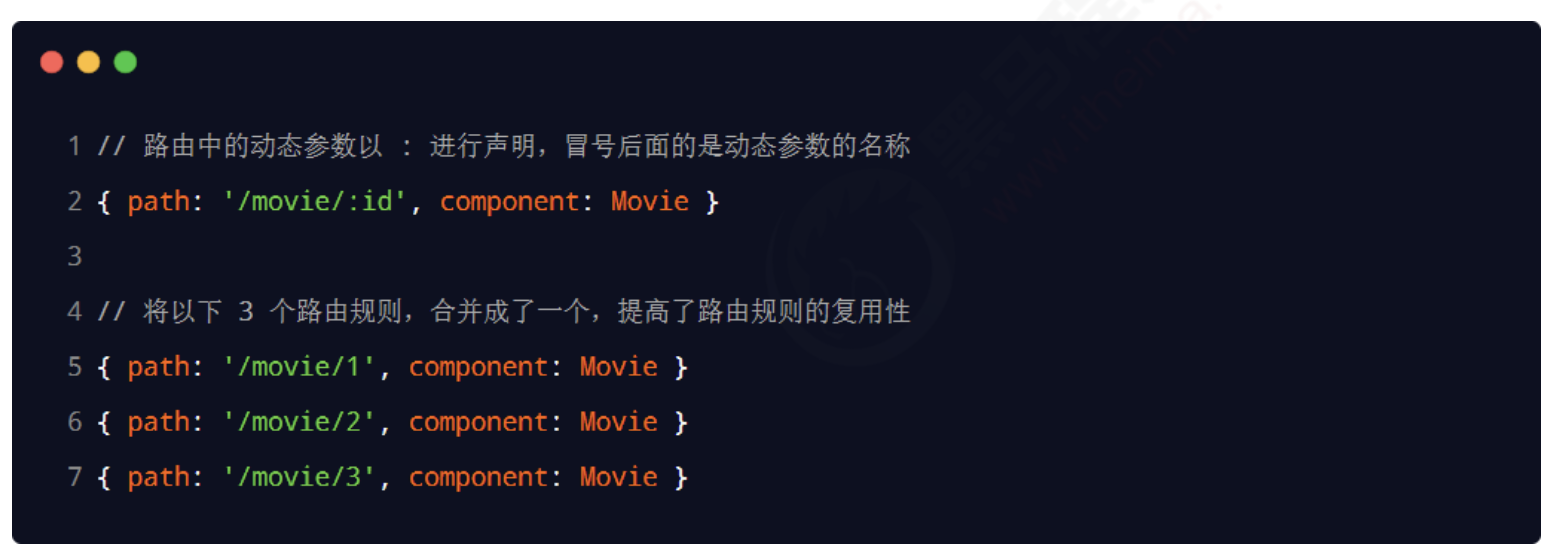 1 // 路由中的动态参数以 : 进行声明，冒号后面的是动态参数的名称
2 { path: '/movie/:id', component: Movie }
3
4 // 将以下 3 个路由规则，合并成了一个，提高了路由规则的复用性
5 { path: '/movie/1', component: Movie }
6 { path: '/movie/2', component: Movie }
7 { path: '/movie/3', component: Movie }